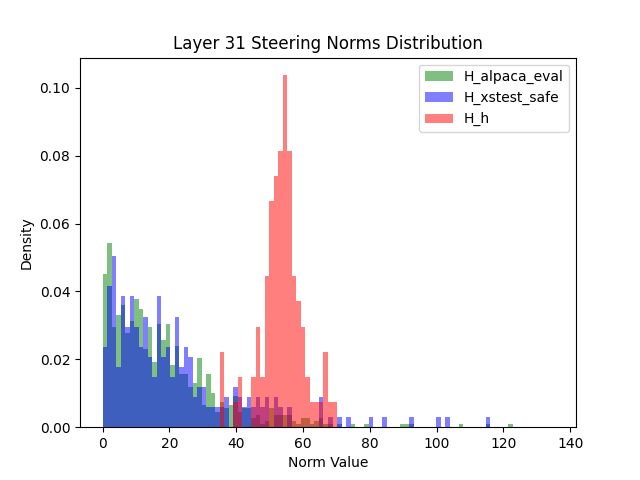 Layer 31 Steering Norms Distribution
H_alpaca_eval
H_xstest_safe
H_h
Density
0.10
0.08
0.06
0.04
0.02
0.00
0 20 40 60 80 100 120 140
Norm Value